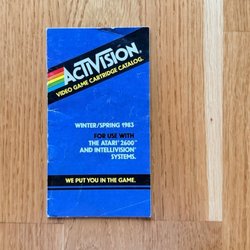 ACTIVISION.
VIDEO GAME CARTRIDGE CATALOG.
WINTER/SPRING 1983
FOR USE WITH
THE ATARI® 2600™
AND INTELLIVISION®
SYSTEMS.
WE PUT YOU IN THE GAME.